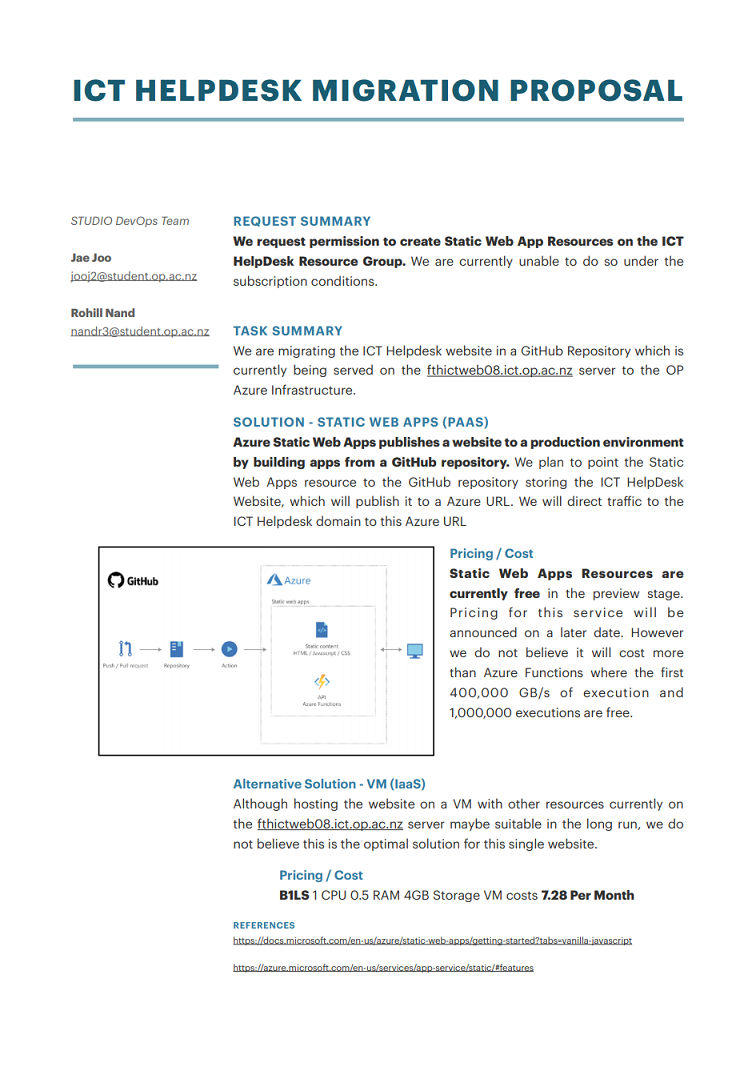 ICT HELPDESK MIGRATION PROPOSAL
STUDIO DevOps Team
Jae Joo
jooj2@student.op.ac.nz
Rohill Nand
nandr3@student.op.ac.nz
REQUEST SUMMARY
We request permission to create Static Web App Resources on the ICT
HelpDesk Resource Group. We are currently unable to do so under the
subscription conditions.
TASK SUMMARY
We are migrating the ICT Helpdesk website in a GitHub Repository which is
currently being served on the fthictweb08.ict.op.ac.nz server to the OP
Azure Infrastructure.
SOLUTION - STATIC WEB APPS (PAAS)
Azure Static Web Apps publishes a website to a production environment
by building apps from a GitHub repository. We plan to point the Static
Web Apps resource to the GitHub repository storing the ICT HelpDesk
Website, which will publish it to a Azure URL. We will direct traffic to the
ICT Helpdesk domain to this Azure URL
GitHub
Azure
Static web apps
Static content
HTML / Javascript / CSS
Push / Pull request
Repository
Action
API
Azure Functions
Pricing / Cost
Static Web Apps Resources are
currently free in the preview stage.
Pricing for this service will be
announced on a later date. However
we do not believe it will cost more
than Azure Functions where the first
400,000 GB/s of execution and
1,000,000 executions are free.
Alternative Solution - VM (IaaS)
Although hosting the website on a VM with other resources currently on
the fthictweb08.ict.op.ac.nz server maybe suitable in the long run, we do
not believe this is the optimal solution for this single website.
Pricing / Cost
B1LS 1 CPU 0.5 RAM 4GB Storage VM costs 7.28 Per Month
REFERENCES
https://docs.microsoft.com/en-us/azure/static-web-apps/getting-started?tabs=vanilla-javascript
https://azure.microsoft.com/en-us/services/app-service/static/#features